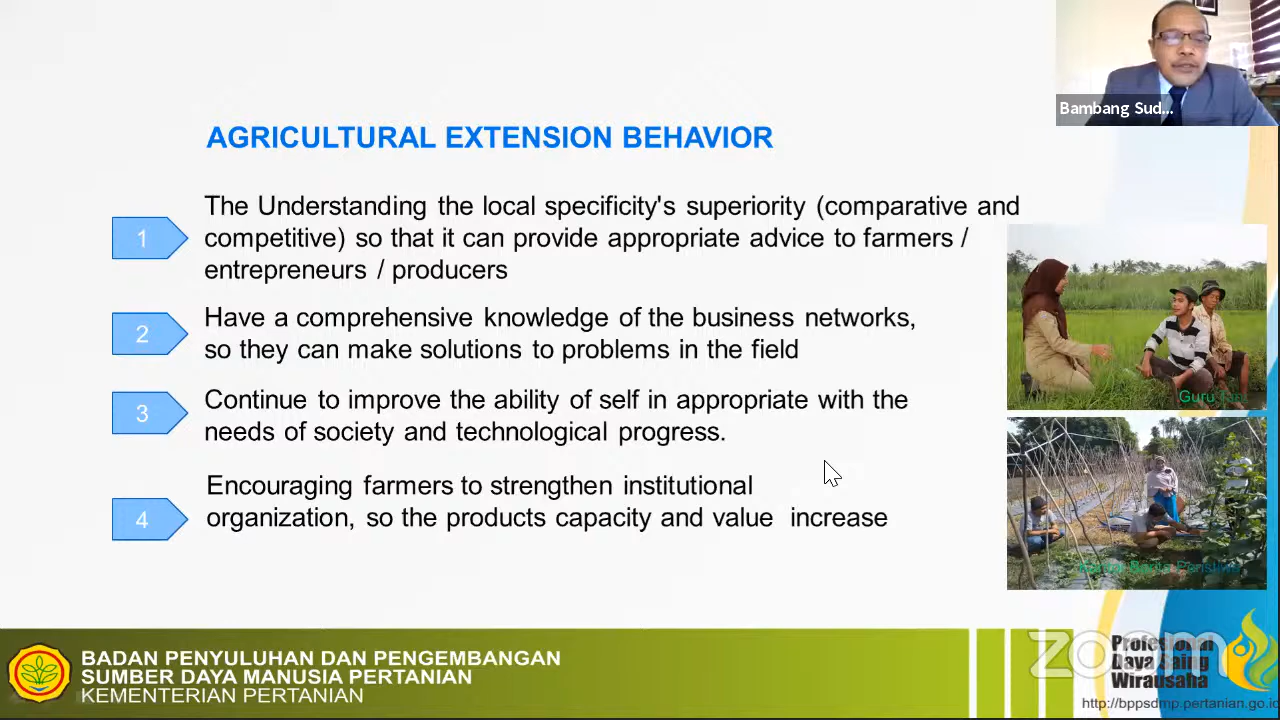 Bambang Sud...
AGRICULTURAL EXTENSION BEHAVIOR
1
The Understanding the local specificity's superiority (comparative and
competitive) so that it can provide appropriate advice to farmers /
entrepreneurs / producers
2
Have a comprehensive knowledge of the business networks,
so they can make solutions to problems in the field
3
Continue to improve the ability of self in appropriate with the
needs of society and technological progress.
4
Encouraging farmers to strengthen institutional
organization, so the products capacity and value increase
Guru
BADAN PENYULUHAN DAN PENGEMBANGAN
SUMBER DAYA MANUSIA PERTANIAN
KEMENTERIAN PERTANIAN
zoom
Profesional
Daya Saing
Wirausaha
http://bppsdmp.pertanian.go.id